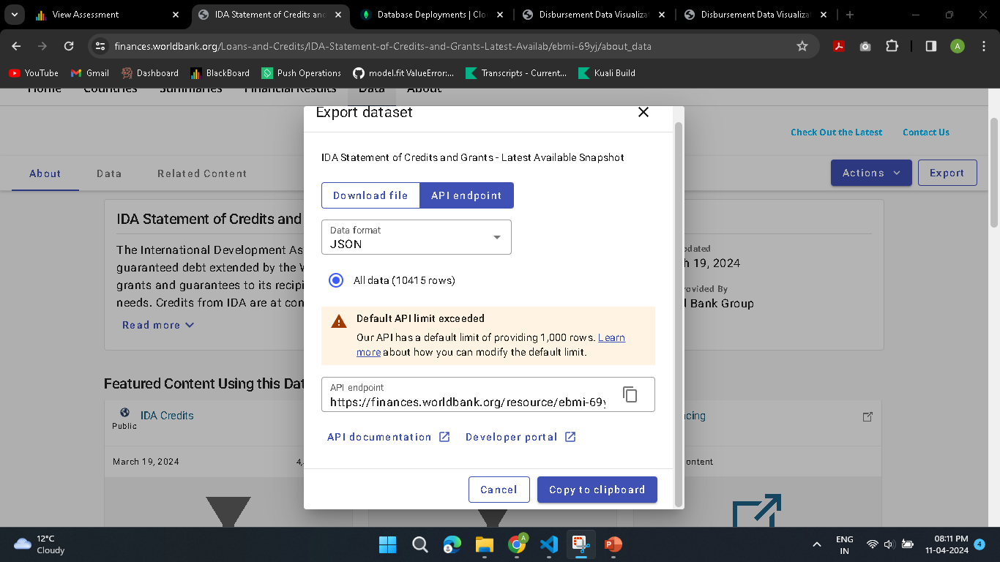 View Assessment
IDA Statement of Credits and
Database Deployments | Clo
Disbursement Data Visualiza
Disbursement Data Visualiza
finances.worldbank.org/Loans-and-Credits/IDA-Statement-of-Credits-and-Grants-Latest-Availab/ebmi-69yj/about_data
A
YouTube
Gmail
Dashboard
BlackBoard
Push Operations
model.fit ValueError:...
Transcripts - Current...
Kuali Build
Home Countries Summaries Financial Results Data About
Check Out the Latest Contact Us
About Data Related Content
Actions Export
Export dataset
IDA Statement of Credits and Grants - Latest Available Snapshot
Download file API endpoint
Data format
JSON
All data (10415 rows)
Default API limit exceeded
Our API has a default limit of providing 1,000 rows. Learn
more about how you can modify the default limit.
API endpoint
https://finances.worldbank.org/resource/ebmi-69y
API documentation Developer portal
Cancel Copy to clipboard
IDA Statement of Credits and
The International Development As
guaranteed debt extended by the W
grants and guarantees to its recipi
needs. Credits from IDA are at con
Read more
pdated
h 19, 2024
rovided By
d Bank Group
Featured Content Using this Dat
Public
IDA Credits
March 19, 2024
4,
ncing
ontent
12°C
Cloudy
A
ENG
IN
08:11 PM
11-04-2024
4